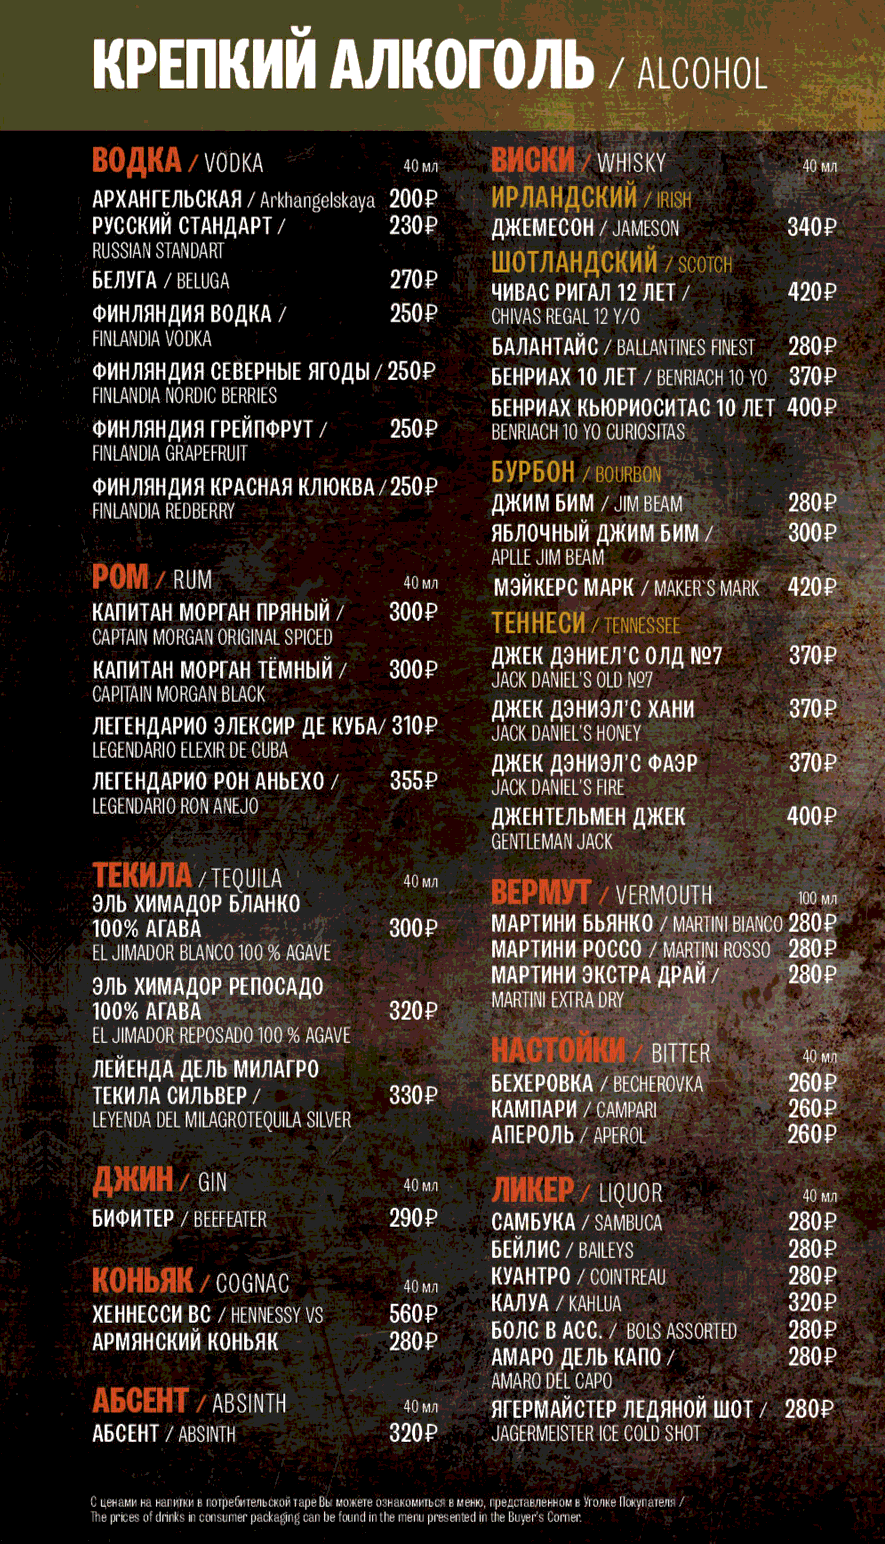 КРЕПКИЙ АЛКОГОЛЬ / ALCOHOL
ВОДКА / VODKA 40 мл
АРХАНГЕЛЬСКАЯ / Arkhangelskaya 200₽
РУССКИЙ СТАНДАРТ / 230₽
RUSSIAN STANDART
БЕЛУГА / BELUGA 270₽
ФИНЛЯНДИЯ ВОДКА / 250₽
FINLANDIA VODKA
ФИНЛЯНДИЯ СЕВЕРНЫЕ ЯГОДЫ / 250₽
FINLANDIA NORDIC BERRIES
ФИНЛЯНДИЯ ГРЕЙПФРУТ / 250₽
FINLANDIA GRAPEFRUIT
ФИНЛЯНДИЯ КРАСНАЯ КЛЮКВА / 250₽
FINLANDIA REDBERRY
РОМ / RUM 40 мл
КАПИТАН МОРГАН ПРЯНЫЙ / 300₽
CAPTAIN MORGAN ORIGINAL SPICED
КАПИТАН МОРГАН ТЁМНЫЙ / 300₽
CAPITAIN MORGAN BLACK
ЛЕГЕНДАРИО ЭЛЕКСИР ДЕ КУБА/ 310₽
LEGENDARIO ELEXIR DE CUBA
ЛЕГЕНДАРИО РОН АНЬЕХО / 355₽
LEGENDARIO RON ANEJO
ТЕКИЛА / TEQUILA 40 мл
ЭЛЬ ХИМАДОР БЛАНКО
100% АГАВА 300₽
EL JIMADOR BLANCO 100 % AGAVE
ЭЛЬ ХИМАДОР РЕПОСАДО
100% АГАВА 320₽
EL JIMADOR REPOSADO 100 % AGAVE
ЛЕЙЕНДА ДЕЛЬ МИЛАГРО
ТЕКИЛА СИЛЬВЕР / 330₽
LEYENDA DEL MILAGROTEQUILA SILVER
ДЖИН / GIN 40 мл
БИФИТЕР / BEEFEATER 290₽
КОНЬЯК / COGNAC 40 мл
ХЕННЕССИ ВС / HENNESSY VS 560₽
АРМЯНСКИЙ КОНЬЯК 280₽
АБСЕНТ / ABSINTH 40 мл
АБСЕНТ / ABSINTH 320₽
ВИСКИ / WHISKY 40 мл
ИРЛАНДСКИЙ / IRISH
ДЖЕМЕСОН / JAMESON 340₽
ШОТЛАНДСКИЙ / SCOTCH
ЧИВАС РИГАЛ 12 ЛЕТ / 420₽
CHIVAS REGAL 12 Y/O
БАЛАНТАЙС / BALLANTINES FINEST 280₽
БЕНРИАХ 10 ЛЕТ / BENRIACH 10 YO 370₽
БЕНРИАХ КЬЮРИОСИТАС 10 ЛЕТ 400₽
BENRIACH 10 YO CURIOSITAS
БУРБОН / BOURBON
ДЖИМ БИМ / JIM BEAM 280₽
ЯБЛОЧНЫЙ ДЖИМ БИМ / 300₽
APLLE JIM BEAM
МЭЙКЕРС МАРК / MAKER`S MARK 420₽
ТЕННЕСИ / TENNESSEE
ДЖЕК ДЭНИЕЛ'С ОЛД №7 370₽
JACK DANIEL'S OLD №7
ДЖЕК ДЭНИЭЛ'С ХАНИ 370₽
JACK DANIEL'S HONEY
ДЖЕК ДЭНИЭЛ'С ФАЭР 370₽
JACK DANIEL'S FIRE
ДЖЕНТЕЛЬМЕН ДЖЕК 400₽
GENTLEMAN JACK
ВЕРМУТ / VERMOUTH 100 мл
МАРТИНИ БЬЯНКО / MARTINI BIANCO 280₽
МАРТИНИ РОССО / MARTINI ROSSO 280₽
МАРТИНИ ЭКСТРА ДРАЙ / 280₽
MARTINI EXTRA DRY
НАСТОЙКИ / BITTER 40 мл
БЕХЕРОВКА / BECHEROVKA 260₽
КАМПАРИ / CAMPARI 260₽
АПЕРОЛЬ / APEROL 260₽
ЛИКЕР / LIQUOR 40 мл
САМБУКА / SAMBUCA 280₽
БЕЙЛИС / BAILEYS 280₽
КУАНТРО / COINTREAU 280₽
КАЛУА / KAHLUA 320₽
БОЛС В АСС. / BOLS ASSORTED 280₽
АМАРО ДЕЛЬ КАПО / 280₽
AMARO DEL CAPO
ЯГЕРМАЙСТЕР ЛЕДЯНОЙ ШОТ / 280₽
JAGERMEISTER ICE COLD SHOT
С ценами на напитки в потребительской таре Вы можете ознакомиться в меню, представленном в Уголке Покупателя /
The prices of drinks in consumer packaging can be found in the menu presented in the Buyer's Corner.